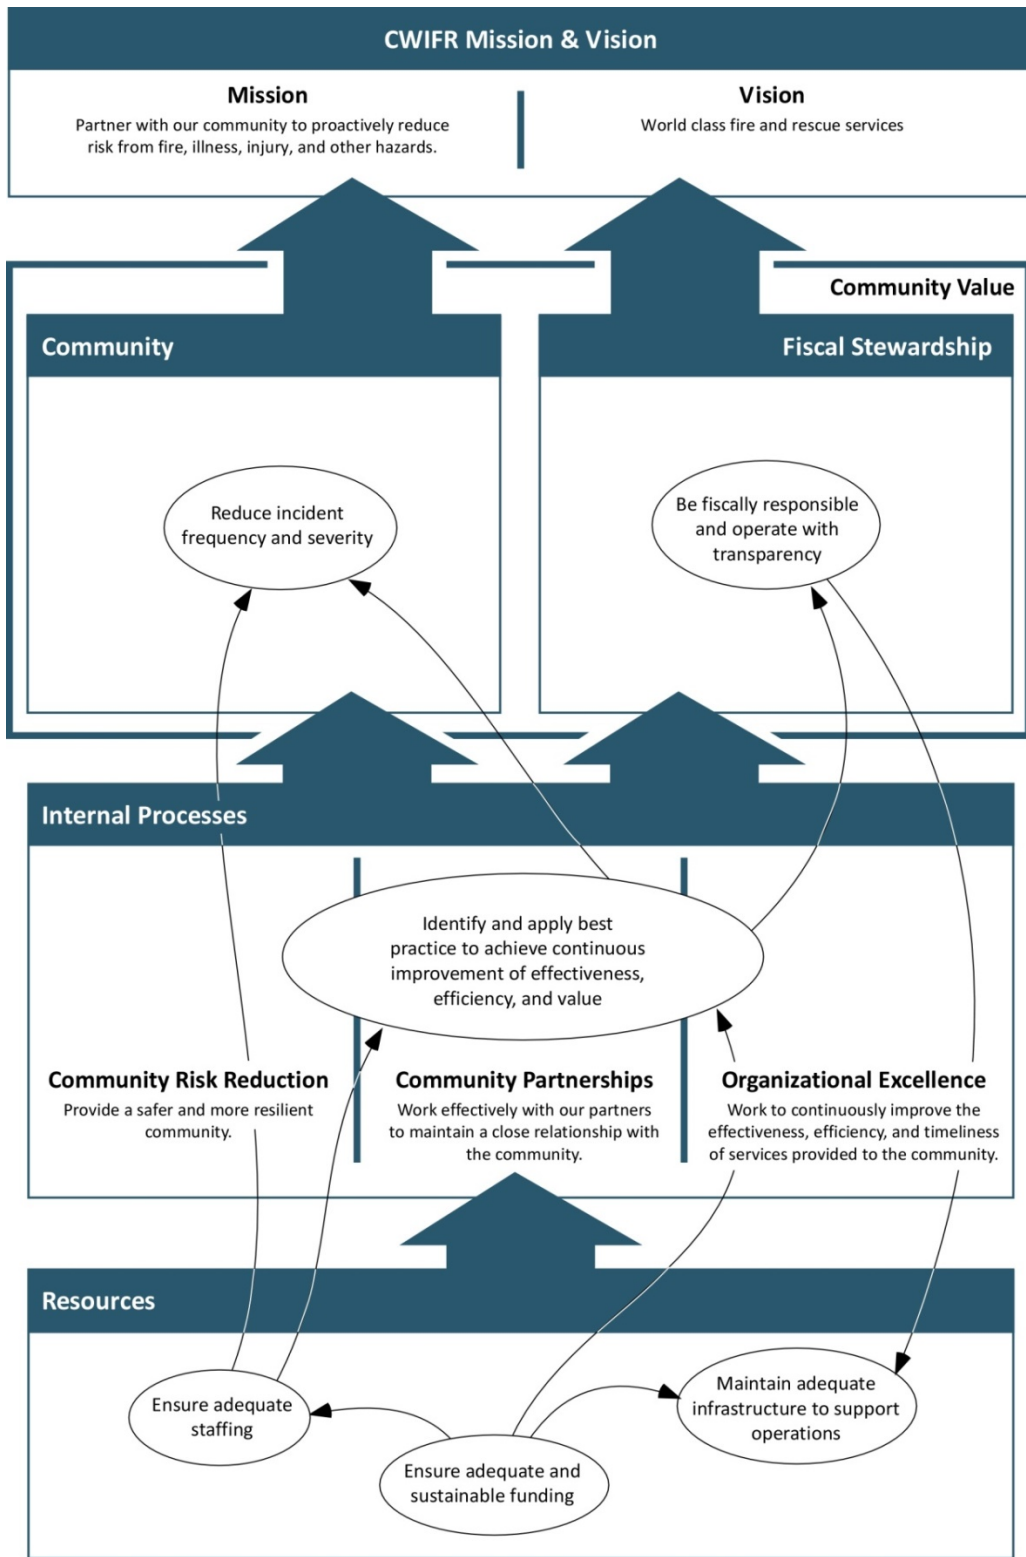 CWIFR Mission & Vision
Mission
Partner with our community to proactively reduce
risk from fire, illness, injury, and other hazards.
Vision
World class fire and rescue services
Community Value
Community
Fiscal Stewardship
Reduce incident
frequency and severity
Be fiscally responsible
and operate with
transparency
Internal Processes
Identify and apply best
practice to achieve continuous
improvement of effectiveness,
efficiency, and value
Community Risk Reduction
Provide a safer and more resilient
community.
Community Partnerships
Work effectively with our partners
to maintain a close relationship with
the community.
Organizational Excellence
Work to continuously improve the
effectiveness, efficiency, and timeliness
of services provided to the community.
Resources
Ensure adequate
staffing
Ensure adequate and
sustainable funding
Maintain adequate
infrastructure to support
operations